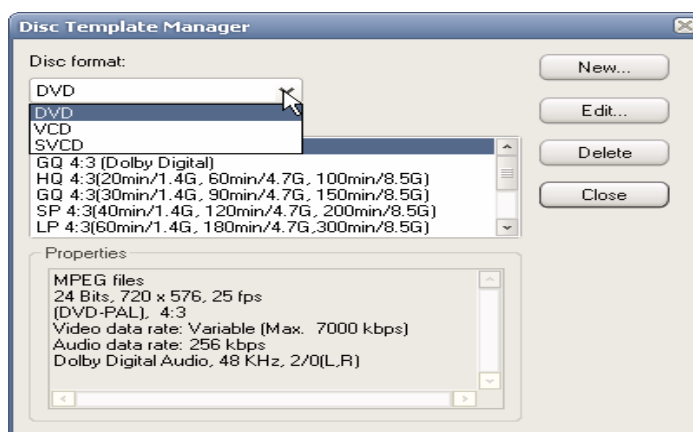 Disc Template Manager
Disc format:
DVD
DVD
VCD
SVCD
GQ 4:3 (Dolby Digital)
HQ 4:3(20min/1.4G, 60min/4.7G, 100min/8.5G)
GQ 4:3(30min/1.4G, 90min/4.7G, 150min/8.5G)
SP 4:3(40min/1.4G, 120min/4.7G, 200min/8.5G)
LP 4:3(60min/1.4G, 180min/4.7G,300min/8.5G)
New...
Edit...
Delete
Close
Properties
MPEG files
24 Bits, 720 x 576, 25 fps
(DVD-PAL), 4:3
Video data rate: Variable (Max. 7000 kbps)
Audio data rate: 256 kbps
Dolby Digital Audio, 48 KHz, 2/0(L,R)